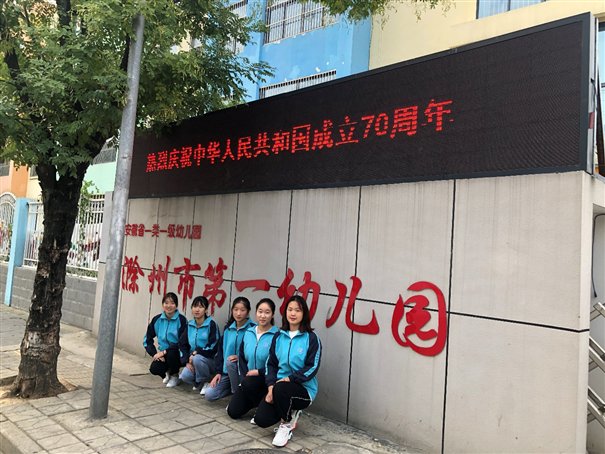 热烈庆祝中华人民共和国成立70周年
安徽省一类一级幼儿园
滁州市第一幼儿园